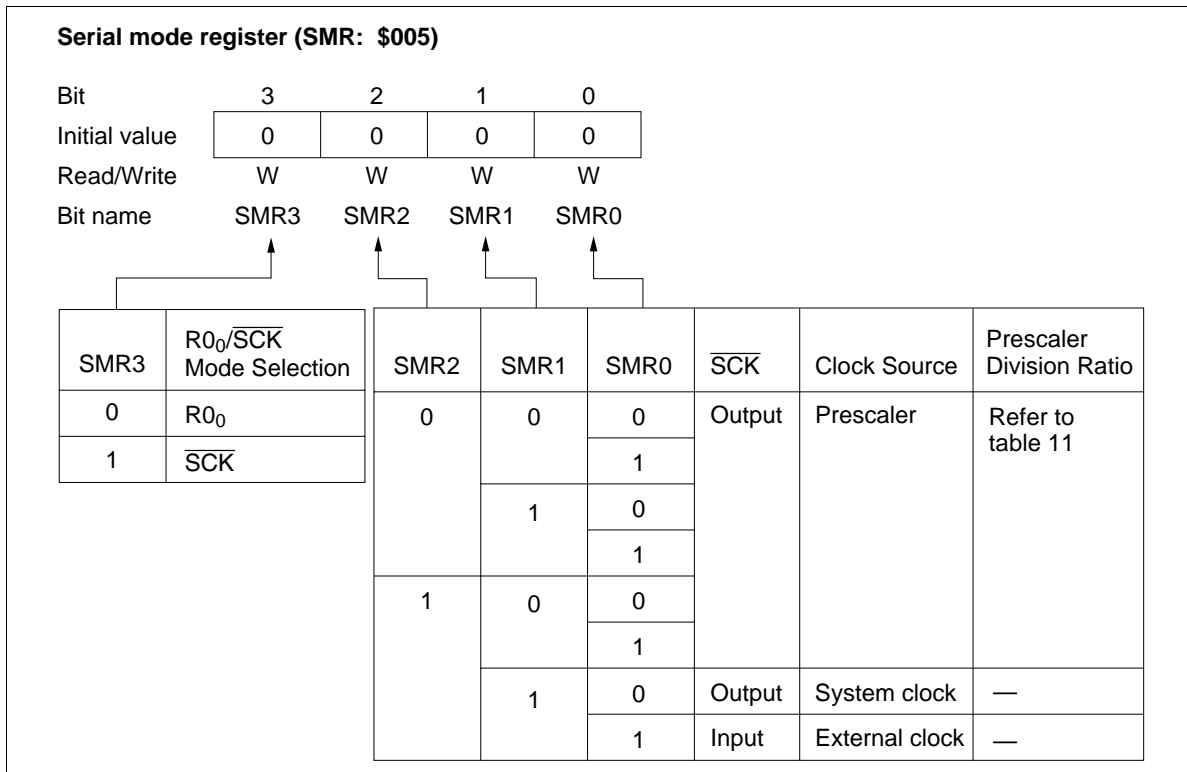 Serial mode register (SMR: $005)
Bit 3 2 1 0
Initial value 0 0 0 0
Read/Write W W W W
Bit name SMR3 SMR2 SMR1 SMR0
SMR3 R0₀/S̅C̅K̅ Mode Selection
0 R0₀
1 S̅C̅K̅
SMR2 SMR1 SMR0 S̅C̅K̅ Clock Source Prescaler Division Ratio
0 0 0 Output Prescaler Refer to table 11
1
1 0
1
1 0 0
1
1 0 Output System clock —
1 Input External clock —